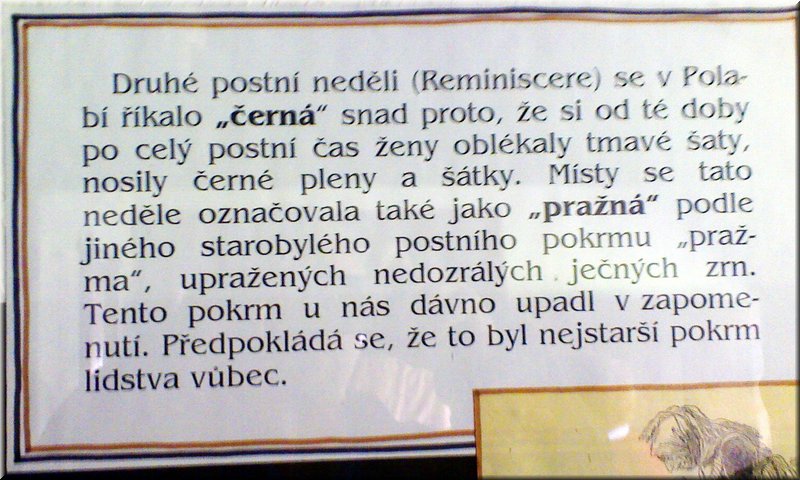 Druhé postní neděli (Reminiscere) se v Pola-
bí říkalo „černá“ snad proto, že si od té doby
po celý postní čas ženy oblékaly tmavé šaty,
nosily černé pleny a šátky. Místy se tato
neděle označovala také jako „pražná“ podle
jiného starobylého postního pokrmu „praž-
ma“, upražených nedozrálých ječných zrn.
Tento pokrm u nás dávno upadl v zapome-
nutí. Předpokládá se, že to byl nejstarší pokrm
lidstva vůbec.